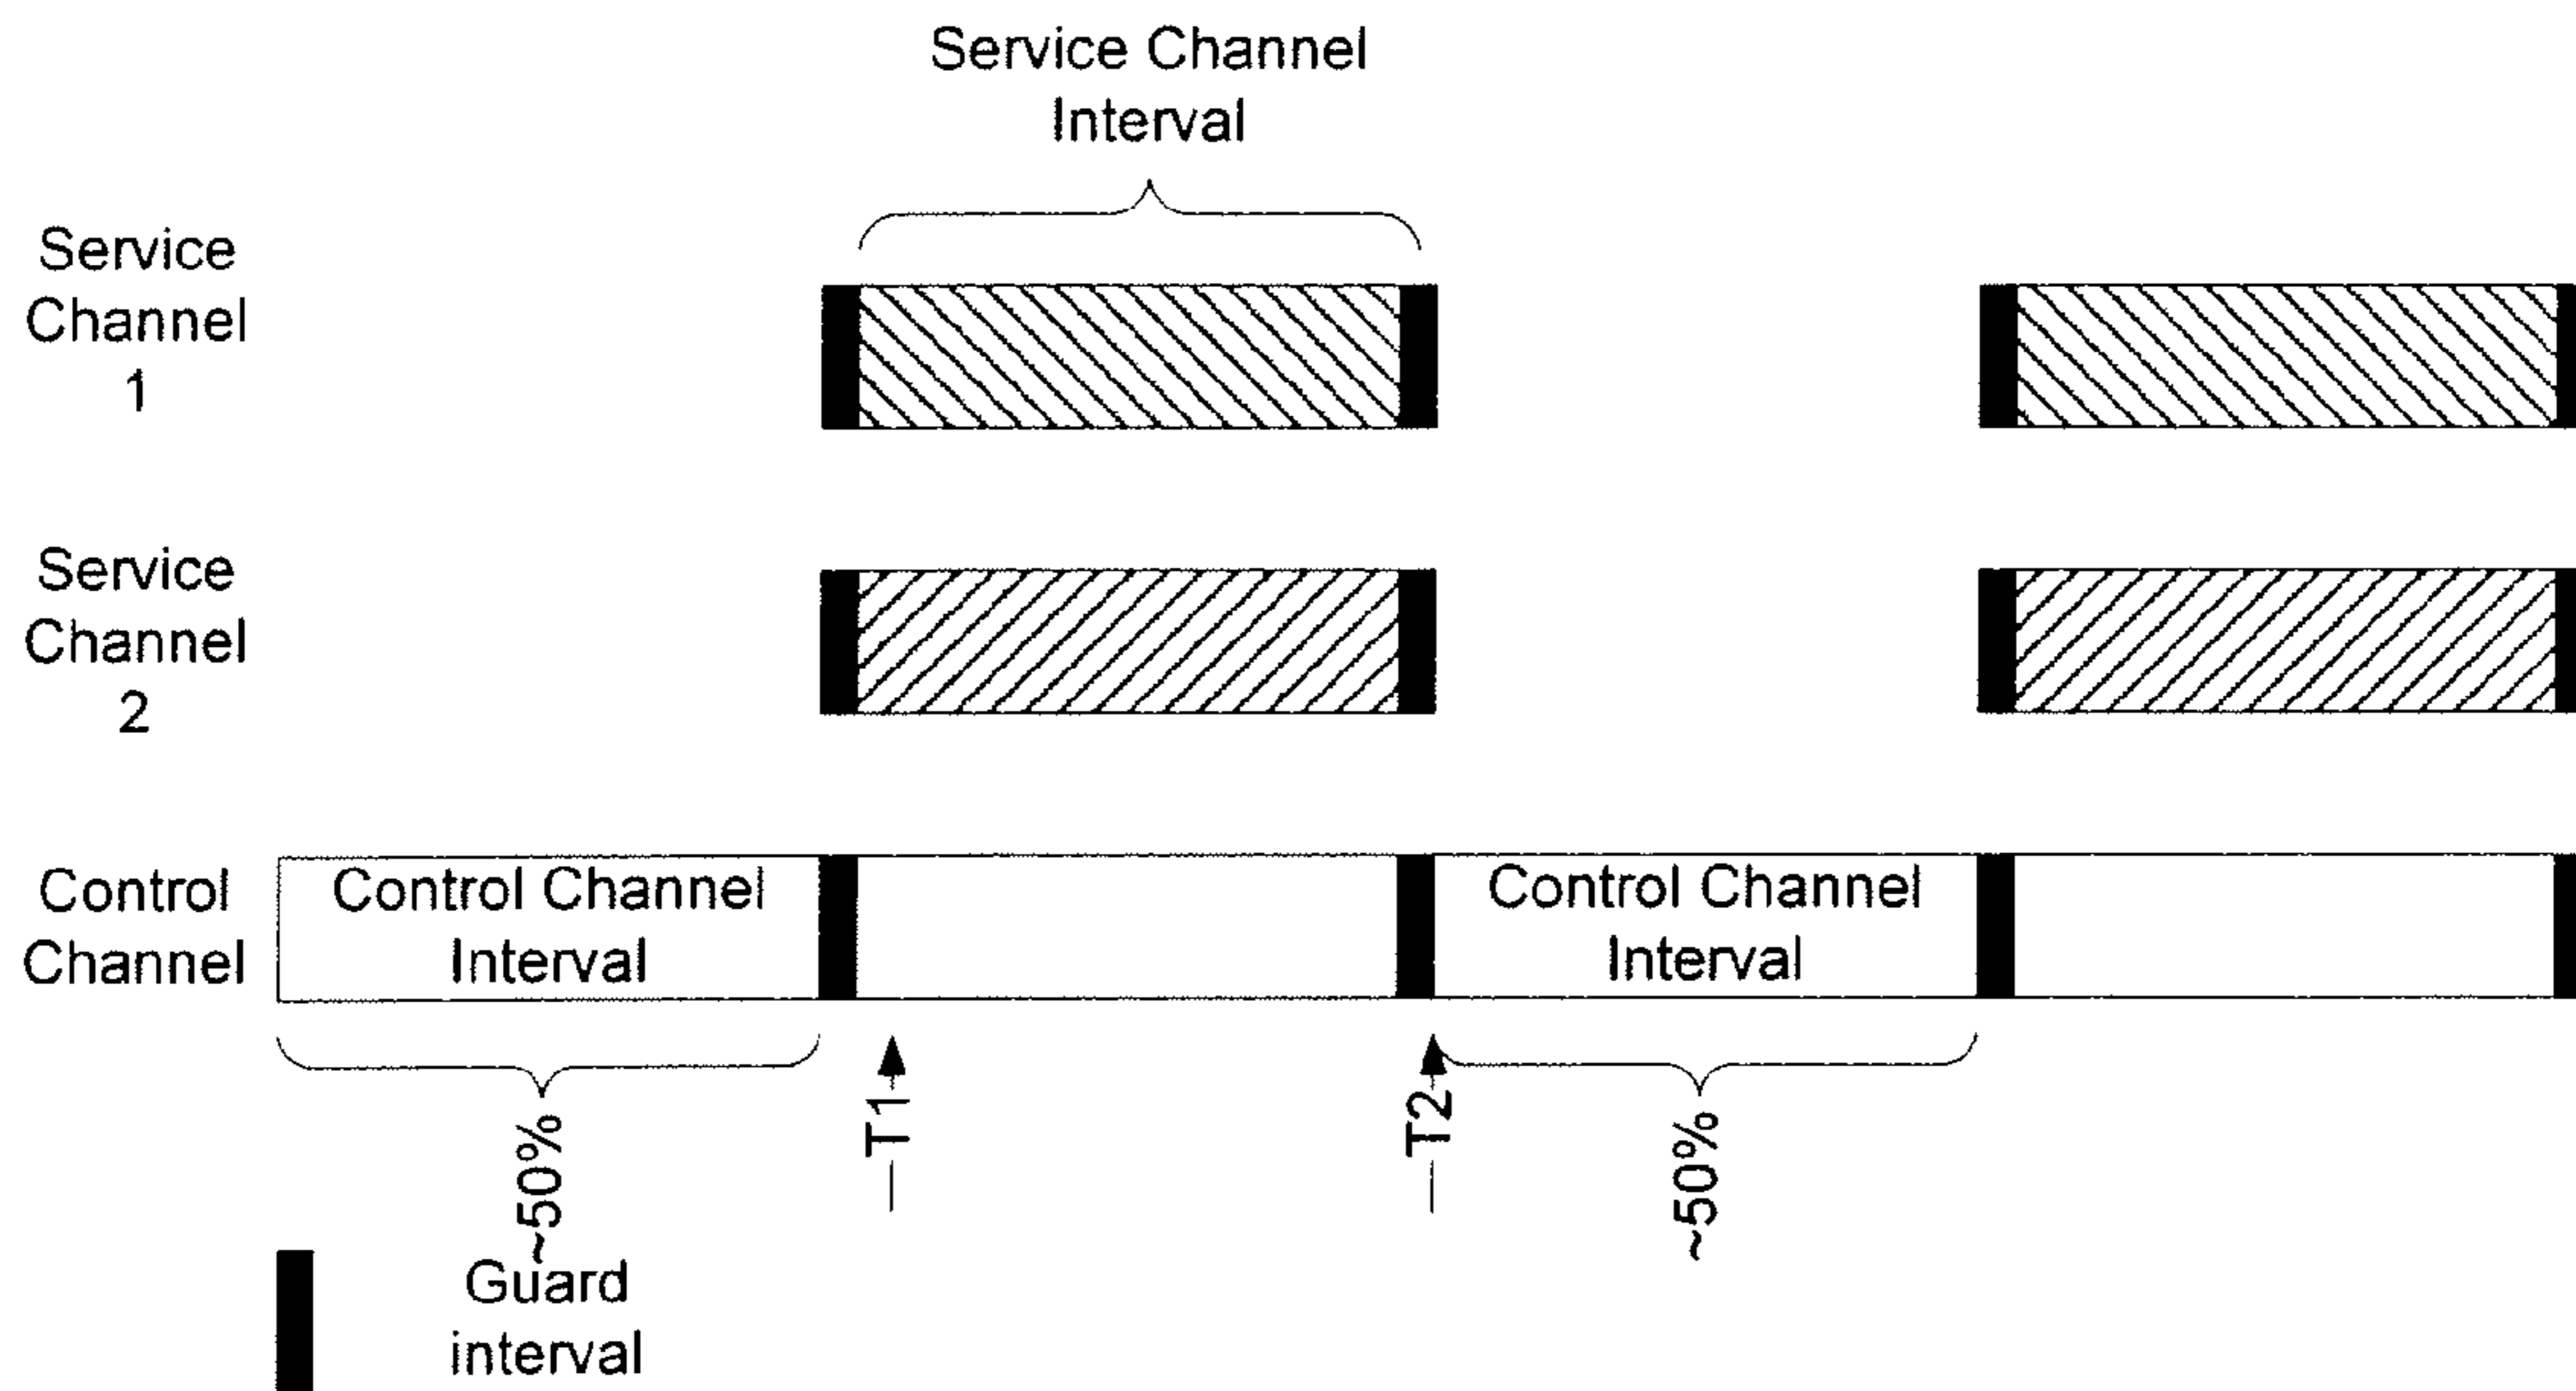 Service Channel
Interval
Service
Channel
1
Service
Channel
2
Control
Channel
Control Channel
Interval
Control Channel
Interval
~50%
T1
T2
~50%
Guard
interval